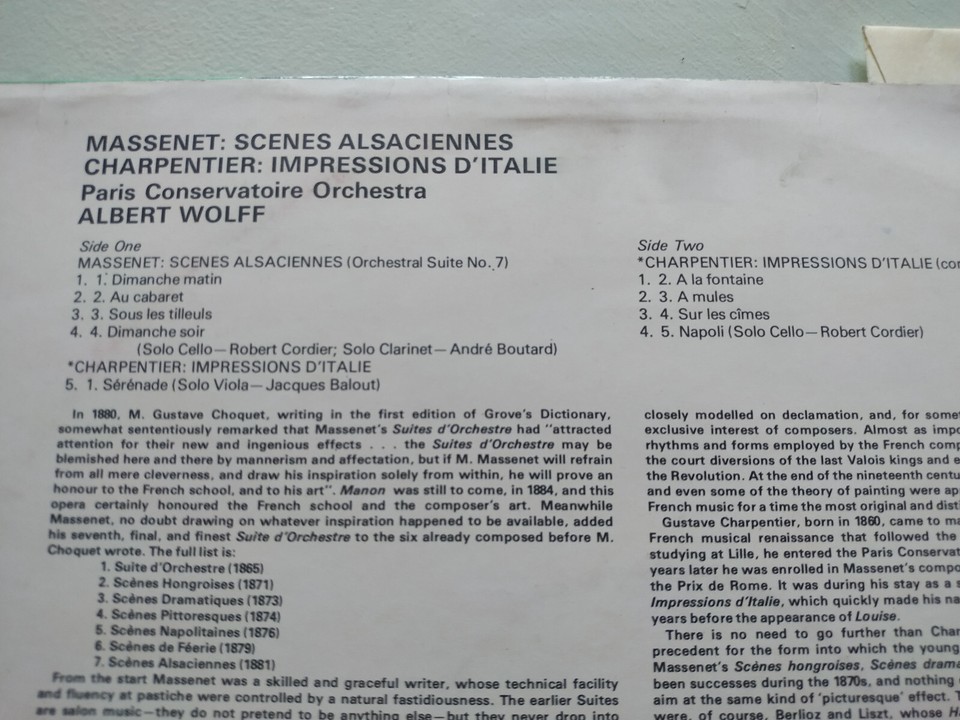 MASSENET: SCENES ALSACIENNES
CHARPENTIER: IMPRESSIONS D'ITALIE
Paris Conservatoire Orchestra
ALBERT WOLFF
Side One
MASSENET: SCENES ALSACIENNES (Orchestral Suite No. 7)
1. 1. Dimanche matin
2. 2. Au cabaret
3. 3. Sous les tilleuls
4. 4. Dimanche soir
(Solo Cello—Robert Cordier; Solo Clarinet—André Boutard)
*CHARPENTIER: IMPRESSIONS D'ITALIE
5. 1. Sérénade (Solo Viola—Jacques Balout)
Side Two
*CHARPENTIER: IMPRESSIONS D'ITALIE
1. 2. A la fontaine
2. 3. A mules
3. 4. Sur les cîmes
4. 5. Napoli (Solo Cello—Robert Cordier)
In 1880, M. Gustave Choquet, writing in the first edition of Grove's Dictionary,
somewhat sententiously remarked that Massenet's Suites d'Orchestre had "attracted
attention for their new and ingenious effects . . . the Suites d'Orchestre may be
blemished here and there by mannerism and affectation, but if M. Massenet will refrain
from all mere cleverness, and draw his inspiration solely from within, he will prove an
honour to the French school, and to his art". Manon was still to come, in 1884, and this
opera certainly honoured the French school and the composer's art. Meanwhile
Massenet, no doubt drawing on whatever inspiration happened to be available, added
his seventh, final, and finest Suite d'Orchestre to the six already composed before M.
Choquet wrote. The full list is:
1. Suite d'Orchestre (1865)
2. Scènes Hongroises (1871)
3. Scènes Dramatiques (1873)
4. Scènes Pittoresques (1874)
5. Scènes Napolitaines (1876)
6. Scènes de Féerie (1879)
7. Scènes Alsaciennes (1881)
From the start Massenet was a skilled and graceful writer, whose technical facility
and fluency at pastiche were controlled by a natural fastidiousness. The earlier Suites
are salon music—they do not pretend to be anything else—but they never drop into
closely modelled on declamation, and, for
exclusive interest of composers. Almost as
rhythms and forms employed by the French
the court diversions of the last Valois kings and
the Revolution. At the end of the nineteenth
and even some of the theory of painting were
French music for a time the most original and
Gustave Charpentier, born in 1860, came to
French musical renaissance that followed the
studying at Lille, he entered the Paris
years later he was enrolled in Massenet's
the Prix de Rome. It was during his stay as a
Impressions d'Italie, which quickly made his
years before the appearance of Louise.
There is no need to go further than
precedent for the form into which the young
Massenet's Scènes hongroises, Scènes
been successes during the 1870s, and nothing
aim at the same kind of 'picturesque' effect.
were, of course, Berlioz and Liszt, whose